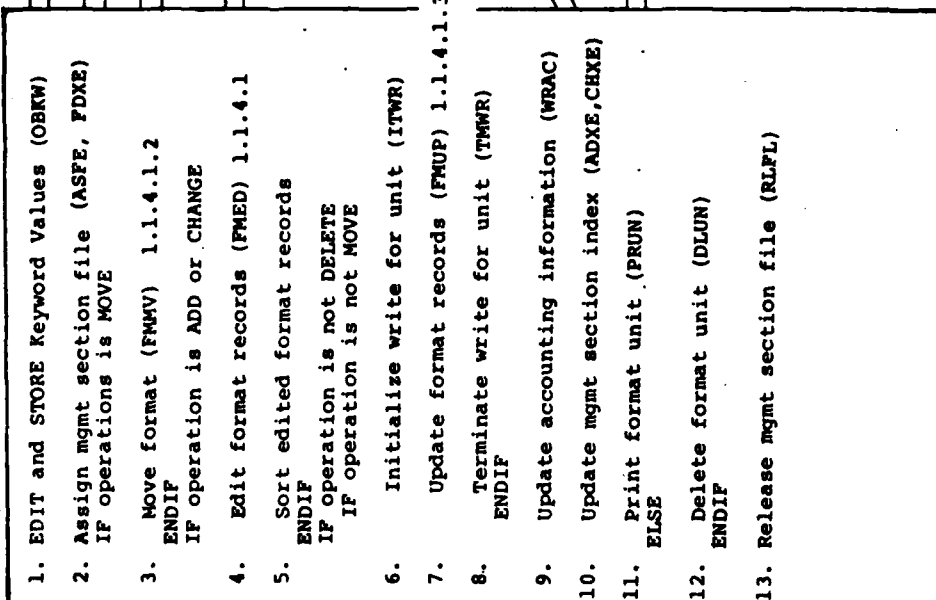 1. EDIT and STORE Keyword Values (OBKW)
2. Assign mgmt section file (ASFE, FDXE)
IF operations is MOVE
3. Move format (FMMV) 1.1.4.1.2
ENDIF
IF operation is ADD or CHANGE
4. Edit format records (FMED) 1.1.4.1
5. Sort edited format records
ENDIF
IF operation is not DELETE
IF operation is not MOVE
6. Initialize write for unit (ITWR)
7. Update format records (FMUP) 1.1.4.1.3
8. Terminate write for unit (TMWR)
ENDIF
9. Update accounting information (WRAC)
10. Update mgmt section index (ADXE,CHXE)
11. Print format unit (PRUN)
ELSE
12. Delete format unit (DLUN)
ENDIF
13. Release mgmt section file (RLFL)